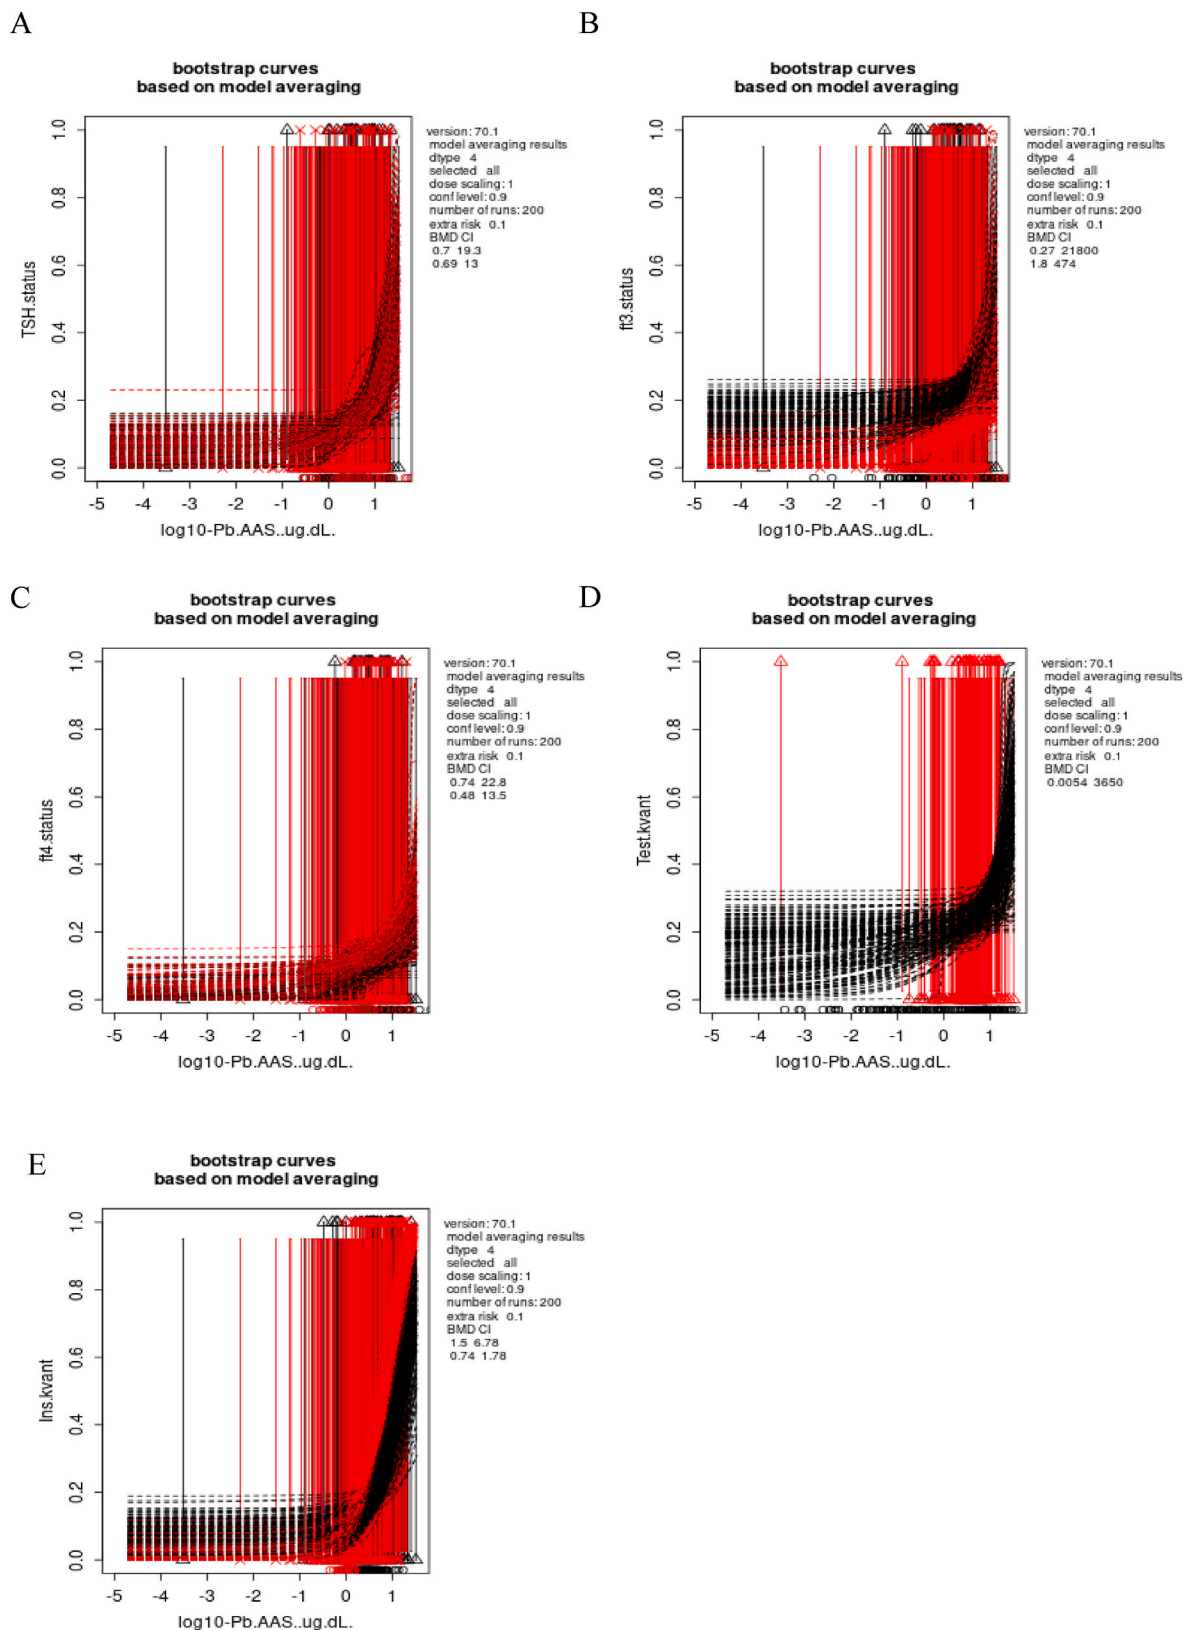 A
bootstrap curves
based on model averaging
TSH.status
0.0 0.2 0.4 0.6 0.8 1.0
-5 -4 -3 -2 -1 0 1
log10-Pb.AAS..ug.dL.
version: 70.1
model averaging results
dtype 4
selected all
dose scaling: 1
conf level: 0.9
number of runs: 200
extra risk 0.1
BMD CI
0.7 19.3
0.69 13
B
bootstrap curves
based on model averaging
ft3.status
0.0 0.2 0.4 0.6 0.8 1.0
-5 -4 -3 -2 -1 0 1
log10-Pb.AAS..ug.dL.
version: 70.1
model averaging results
dtype 4
selected all
dose scaling: 1
conf level: 0.9
number of runs: 200
extra risk 0.1
BMD CI
0.27 21800
1.8 474
C
bootstrap curves
based on model averaging
ft4.status
0.0 0.2 0.4 0.6 0.8 1.0
-5 -4 -3 -2 -1 0 1
log10-Pb.AAS..ug.dL.
version: 70.1
model averaging results
dtype 4
selected all
dose scaling: 1
conf level: 0.9
number of runs: 200
extra risk 0.1
BMD CI
0.74 22.8
0.48 13.5
D
bootstrap curves
based on model averaging
Test.kvant
0.0 0.2 0.4 0.6 0.8 1.0
-5 -4 -3 -2 -1 0 1
log10-Pb.AAS..ug.dL.
version: 70.1
model averaging results
dtype 4
selected all
dose scaling: 1
conf level: 0.9
number of runs: 200
extra risk 0.1
BMD CI
0.0054 3650
E
bootstrap curves
based on model averaging
Ins.kvant
0.0 0.2 0.4 0.6 0.8 1.0
-5 -4 -3 -2 -1 0 1
log10-Pb.AAS..ug.dL.
version: 70.1
model averaging results
dtype 4
selected all
dose scaling: 1
conf level: 0.9
number of runs: 200
extra risk 0.1
BMD CI
1.5 6.78
0.74 1.78